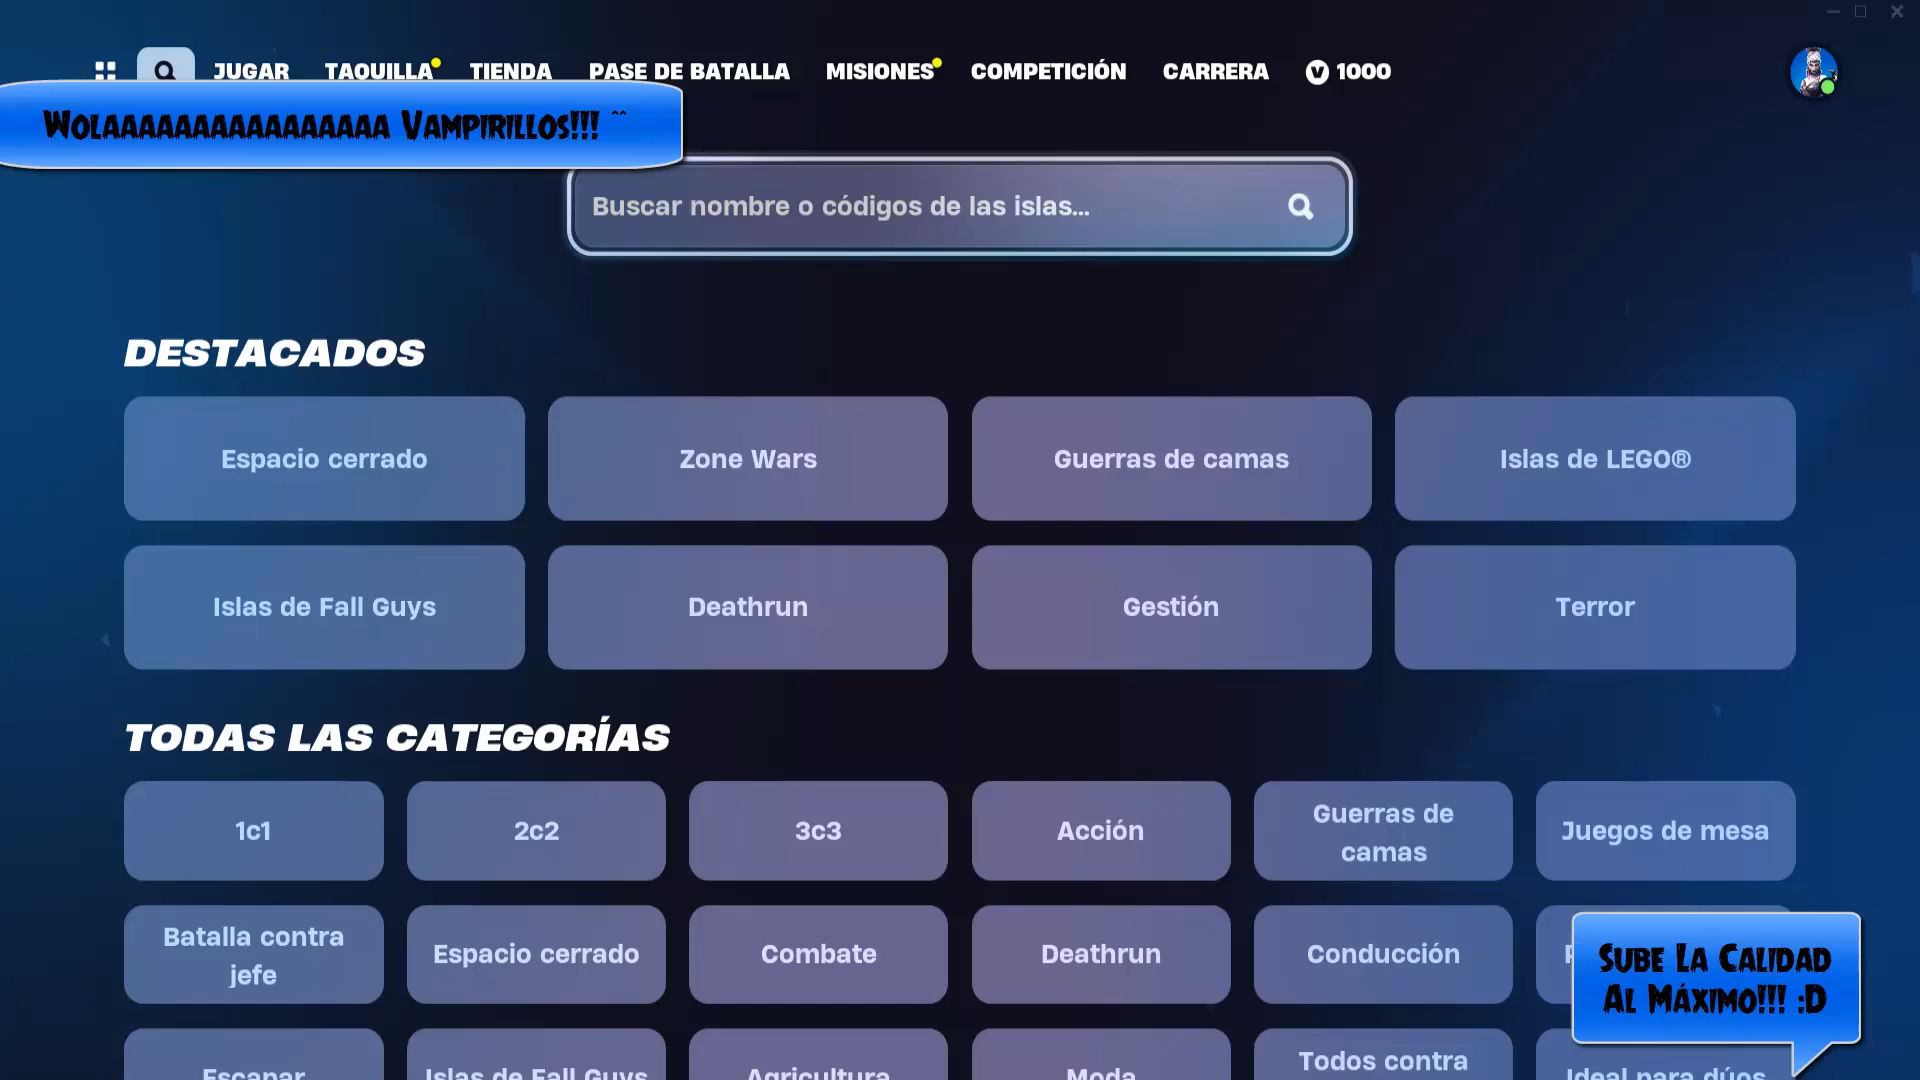 JUGAR TAQUILLA TIENDA PASE DE BATALLA MISIONES COMPETICIÓN CARRERA V 1000
WOLAAAAAAAAAAAAAAAAA VAMPIRILLOS!!! ^^
Buscar nombre o códigos de las islas...
DESTACADOS
Espacio cerrado
Zone Wars
Guerras de camas
Islas de LEGO®
Islas de Fall Guys
Deathrun
Gestión
Terror
TODAS LAS CATEGORÍAS
1c1
2c2
3c3
Acción
Guerras de
camas
Juegos de mesa
Batalla contra
jefe
Espacio cerrado
Combate
Deathrun
Conducción
SUBE LA CALIDAD
AL MÁXIMO!!! :D
Escapar
Islas de Fall Guys
Agricultura
Moda
Todos contra
Ideal para dúos